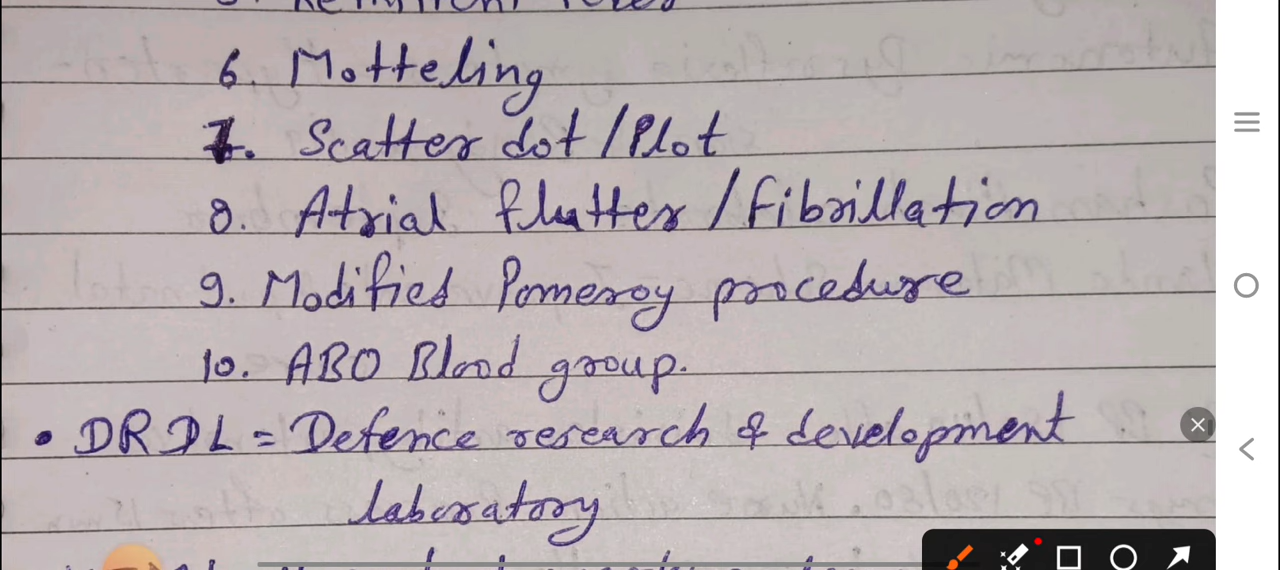 6. Motteling
7. Scatter dot / Plot
8. Atrial flutter / Fibrillation
9. Modified Pomeroy procedure
10. ABO Blood group.
• DRDL = Defence research & development
laboratory